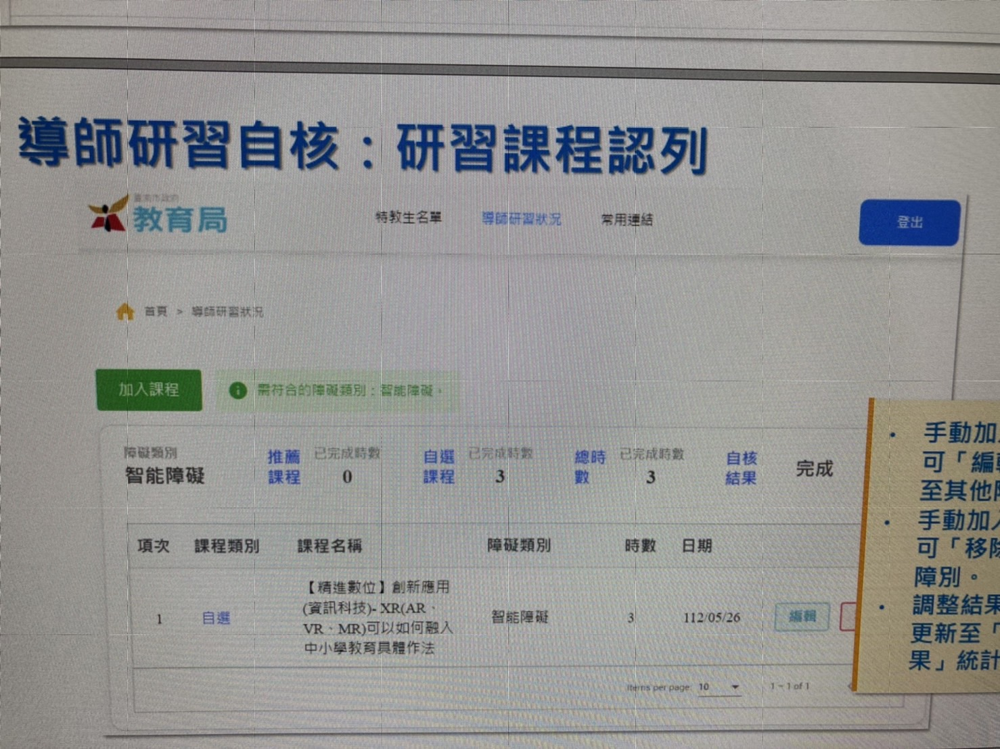 導師研習自核：研習課程認列
臺南市政府
教育局
特教生名單 導師研習狀況 常用連結 登出
首頁 > 導師研習狀況
加入課程 需符合的障礙類別：智能障礙。
障礙類別 智能障礙
推薦課程 已完成時數 0
自選課程 已完成時數 3
總時數 已完成時數 3
自核結果 完成
項次 課程類別 課程名稱 障礙類別 時數 日期
1 自選
【精進數位】創新應用
(資訊科技)- XR(AR、
VR、MR)可以如何融入
中小學教育具體作法
智能障礙 3 112/05/26 編輯
Items per page: 10 1 – 1 of 1
• 手動加
可「編
至其他
• 手動加入
可「移除
障別。
• 調整結果
更新至「
果」統計